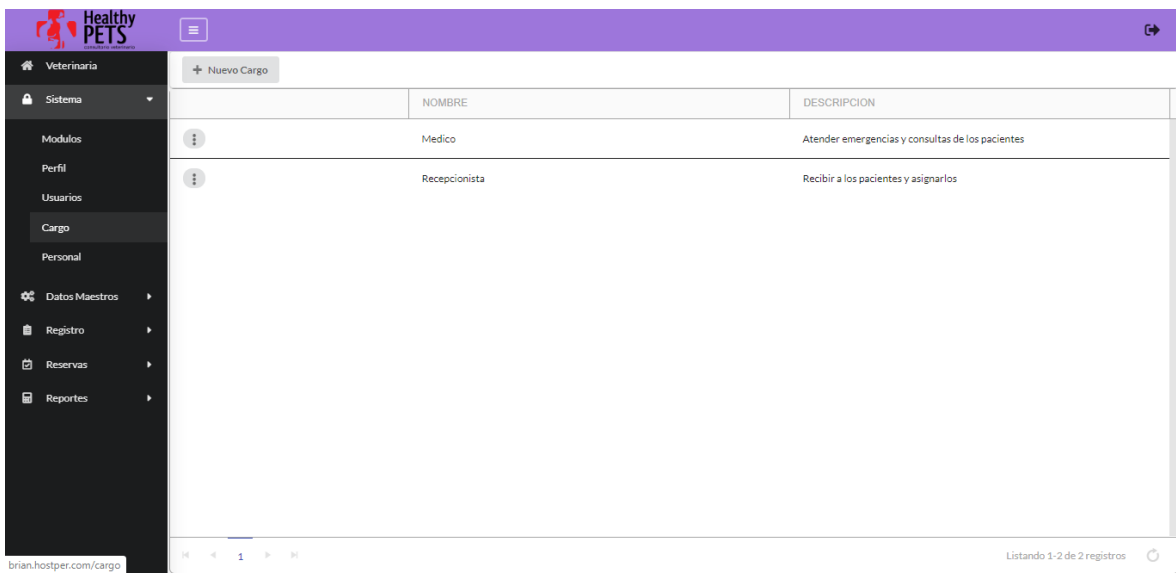 Healthy
PETS
consultorio veterinario
Veterinaria
+ Nuevo Cargo
Sistema
NOMBRE DESCRIPCION
Modulos
Medico Atender emergencias y consultas de los pacientes
Perfil
Recepcionista Recibir a los pacientes y asignarlos
Usuarios
Cargo
Personal
Datos Maestros
Registro
Reservas
Reportes
1
Listando 1-2 de 2 registros
brian.hostper.com/cargo